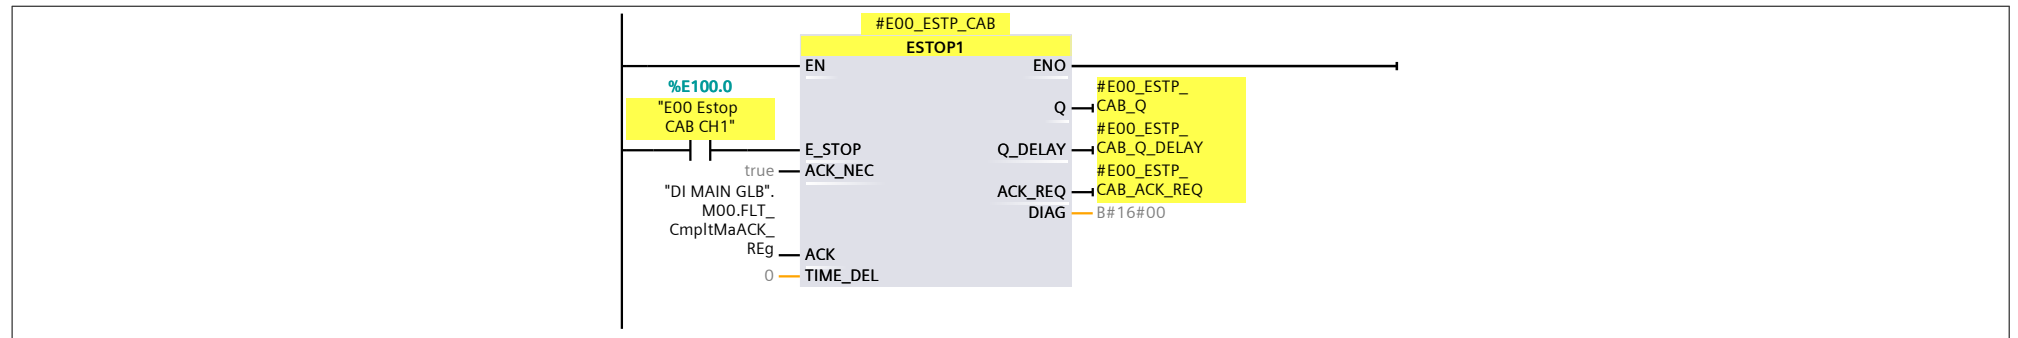 #E00_ESTP_CAB
ESTOP1
EN
ENO
%E100.0
"E00 Estop
CAB CH1"
#E00_ESTP_
CAB_Q
Q
#E00_ESTP_
CAB_Q_DELAY
E_STOP
Q_DELAY
true
ACK_NEC
#E00_ESTP_
CAB_ACK_REQ
"DI MAIN GLB".
M00.FLT_
CmpltMaACK_
REg
ACK_REQ
DIAG
B#16#00
ACK
0
TIME_DEL